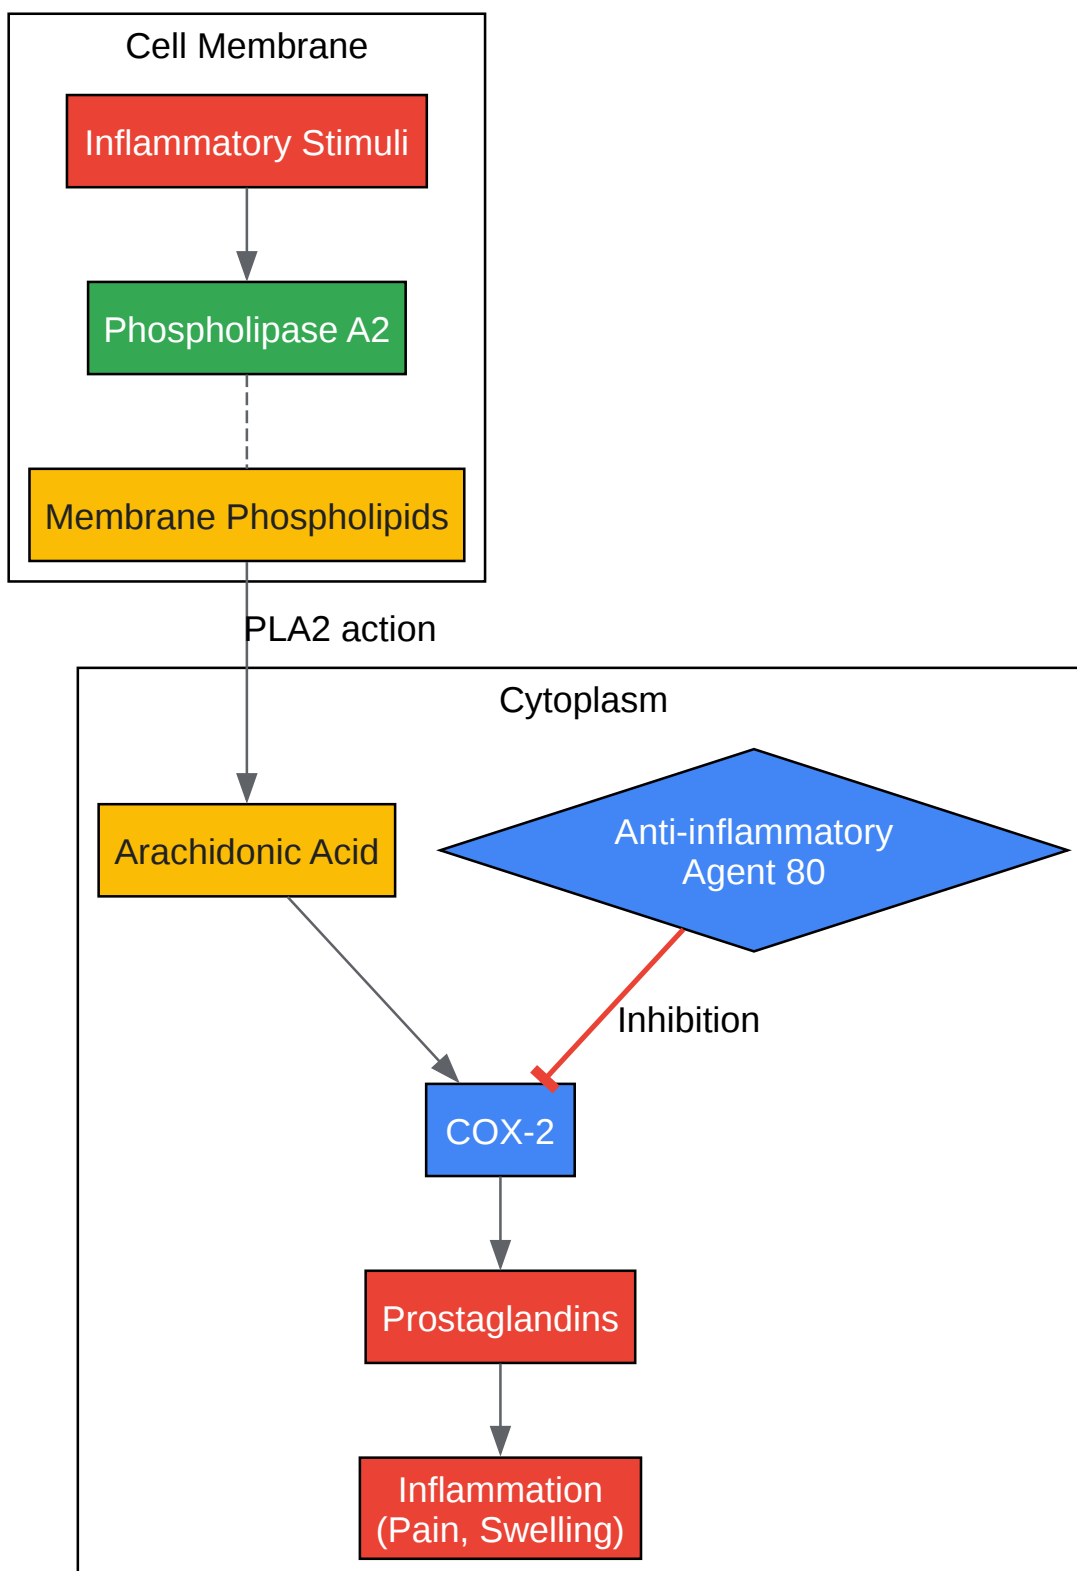 Cell Membrane
Inflammatory Stimuli
Phospholipase A2
Membrane Phospholipids
PLA2 action
Cytoplasm
Arachidonic Acid
Anti-inflammatory
Agent 80
Inhibition
COX-2
Prostaglandins
Inflammation
(Pain, Swelling)